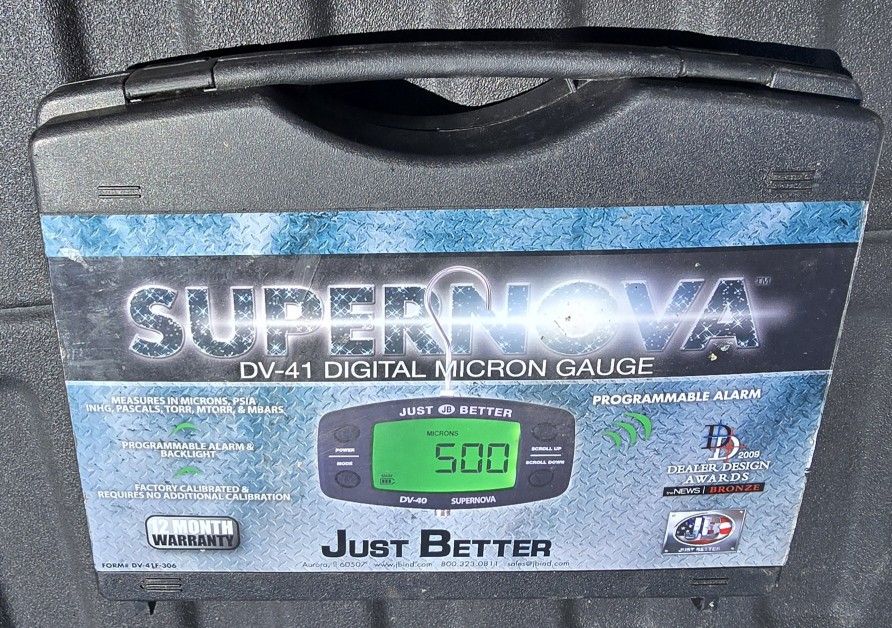 SUPERNOVA™
DV-41 DIGITAL MICRON GAUGE
MEASURES IN MICRONS, PSIA
INHG, PASCALS, TORR, MTORR, & MBARS
PROGRAMMABLE ALARM &
BACKLIGHT
FACTORY CALIBRATED &
REQUIRES NO ADDITIONAL CALIBRATION
12 MONTH
WARRANTY
FORM# DV-41F-306
JUST JB BETTER
MICRONS
500
POWER
MODE
SCROLL UP
SCROLL DOWN
DV-40 SUPERNOVA
PROGRAMMABLE ALARM
DD
2009
DEALER DESIGN
AWARDS
theNEWS | BRONZE
JB
JUST BETTER
JUST BETTER
Aurora, Il 60507 www.jbind.com 800.323.0811 sales@jbind.com